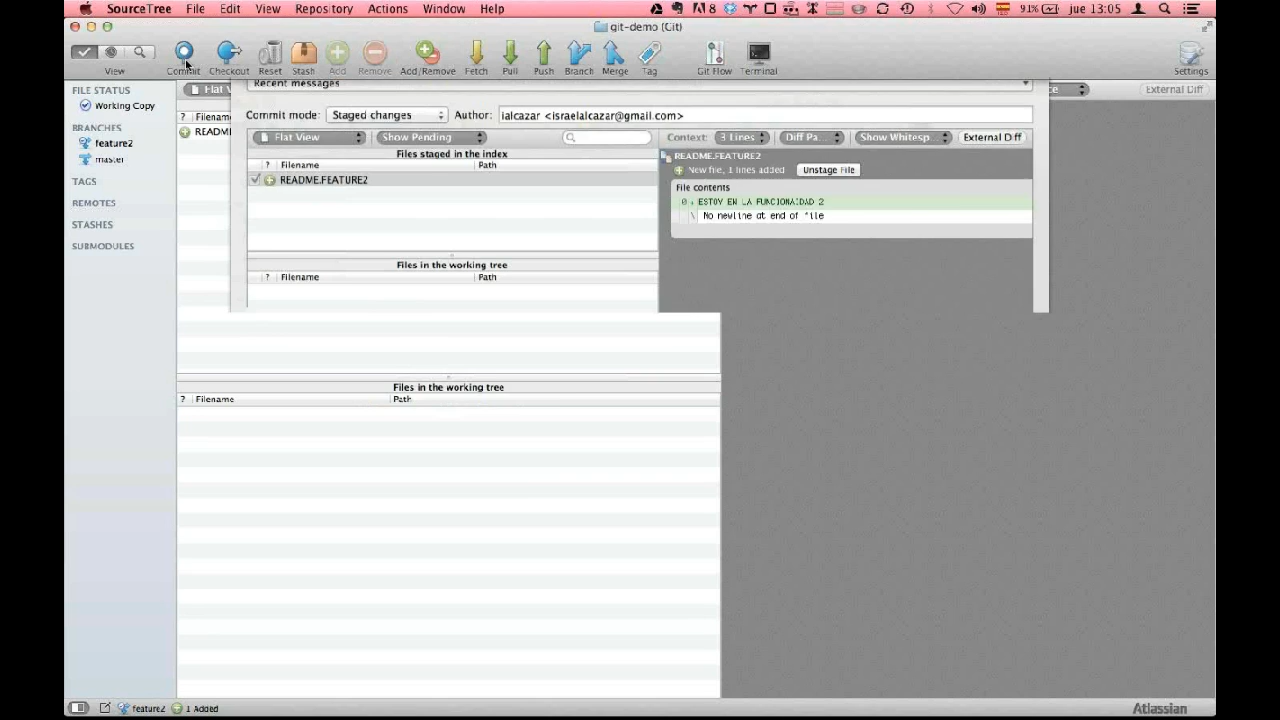 SourceTree File Edit View Repository Actions Window Help 8 91% jue 13:05
git-demo (Git)
View Commit Checkout Reset Stash Add Remove Add/Remove Fetch Pull Push Branch Merge Tag Git Flow Terminal Settings
FILE STATUS
Working Copy
BRANCHES
feature2
master
TAGS
REMOTES
STASHES
SUBMODULES
Flat V
External Diff
? Filenam
READMI
Recent messages
Commit mode: Staged changes Author: ialcazar <israelalcazar@gmail.com>
Flat View Show Pending Context: 3 Lines Diff Pa... Show Whitesp... External Diff
Files staged in the index
? Filename Path
README.FEATURE2
README.FEATURE2
New file, 1 lines added Unstage File
File contents
0 + ESTOY EN LA FUNCIONAIDAD 2
\ No newline at end of file
Files in the working tree
? Filename Path
Files in the working tree
? Filename Path
feature2 1 Added Atlassian